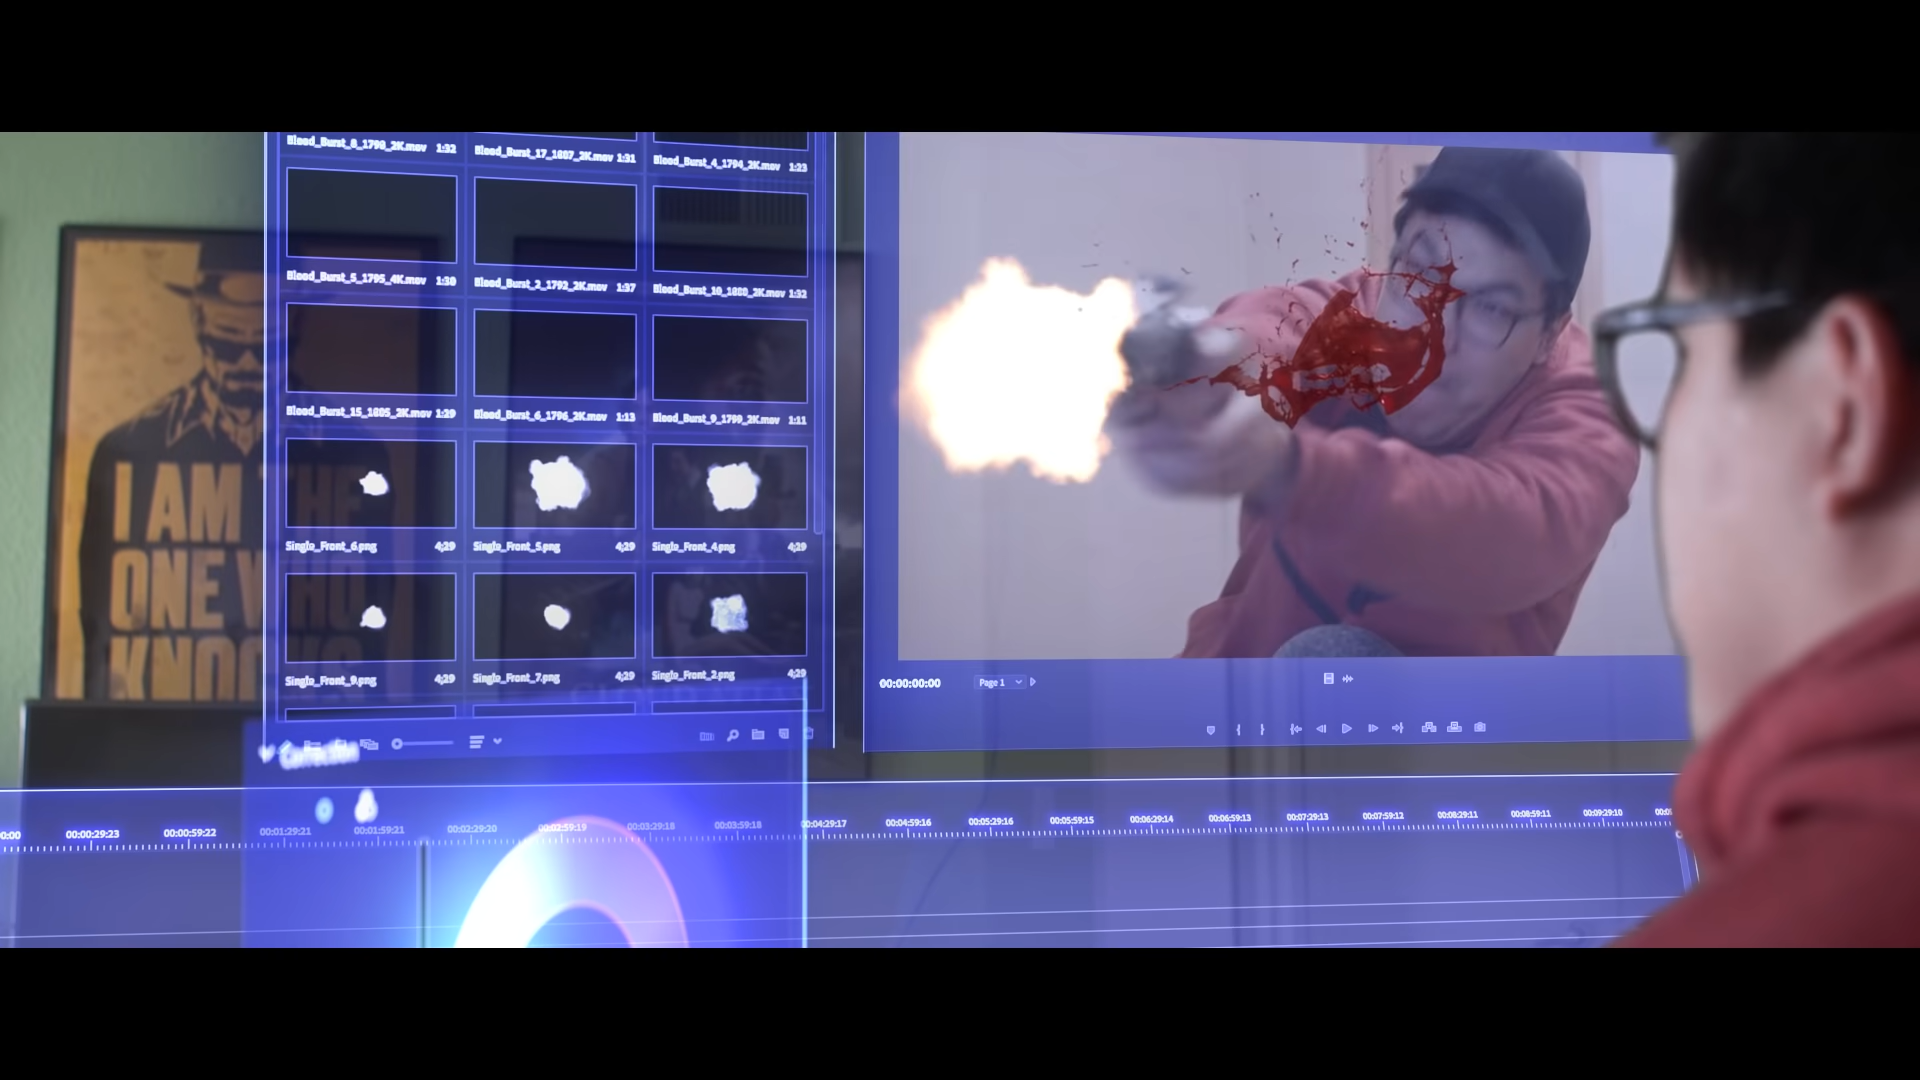 I AM THE
ONE WHO
KNOCKS
Blood_Burst_8_1798_2K.mov 1:32
Blood_Burst_17_1807_2K.mov 1:31
Blood_Burst_4_1794_2K.mov 1:23
Blood_Burst_5_1795_4K.mov 1:30
Blood_Burst_2_1792_2K.mov 1:37
Blood_Burst_10_1800_2K.mov 1:32
Blood_Burst_15_1805_2K.mov 1:29
Blood_Burst_6_1796_2K.mov 1:13
Blood_Burst_9_1799_2K.mov 1:11
Single_Front_6.png 4;29
Single_Front_5.png 4;29
Single_Front_4.png 4;29
Single_Front_9.png 4;29
Single_Front_7.png 4;29
Single_Front_2.png 4;29
00:00:00:00 Page 1
Correction
00:00:29:23 00:00:59:22 00:01:29:21 00:01:59:21 00:02:29:20 00:02:59:19 00:03:29:18 00:03:59:18 00:04:29:17 00:04:59:16 00:05:29:16 00:05:59:15 00:06:29:14 00:06:59:13 00:07:29:13 00:07:59:12 00:08:29:11 00:08:59:11 00:09:29:10